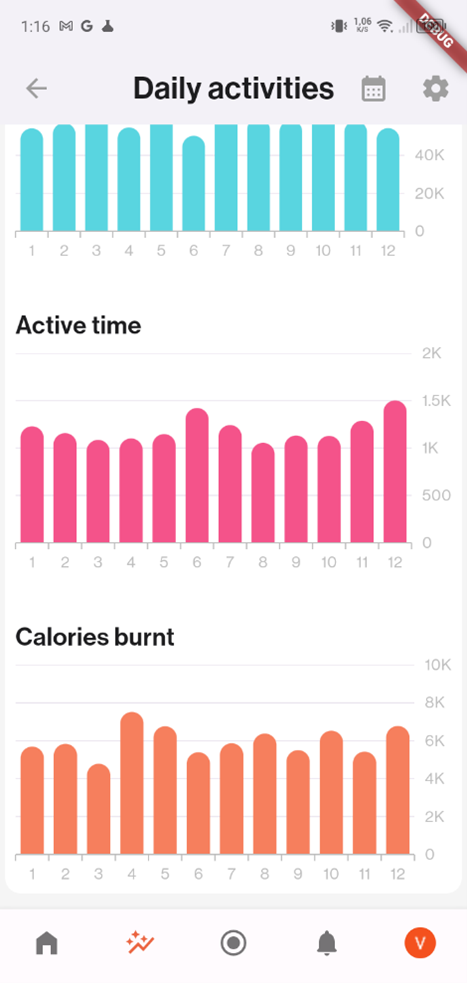 1:16 M G 1,06 K/S
DEBUG
Daily activities
40K
20K
0
1 2 3 4 5 6 7 8 9 10 11 12
Active time
2K
1.5K
1K
500
0
1 2 3 4 5 6 7 8 9 10 11 12
Calories burnt
10K
8K
6K
4K
2K
0
1 2 3 4 5 6 7 8 9 10 11 12
V